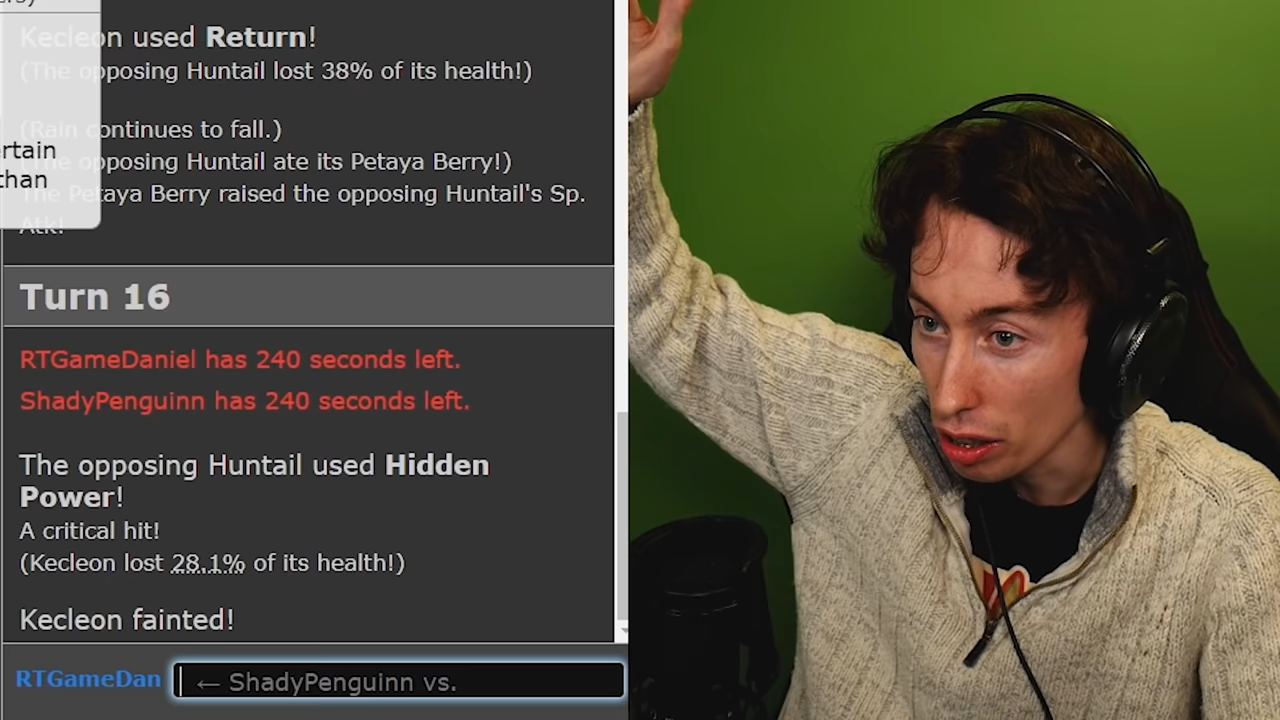 Kecleon used Return!
(The opposing Huntail lost 38% of its health!)
(Rain continues to fall.)
rtain
(The opposing Huntail ate its Petaya Berry!)
than
The Petaya Berry raised the opposing Huntail's Sp.
Atk!
Turn 16
RTGameDaniel has 240 seconds left.
ShadyPenguinn has 240 seconds left.
The opposing Huntail used Hidden
Power!
A critical hit!
(Kecleon lost 28.1% of its health!)
Kecleon fainted!
RTGameDan
← ShadyPenguinn vs.